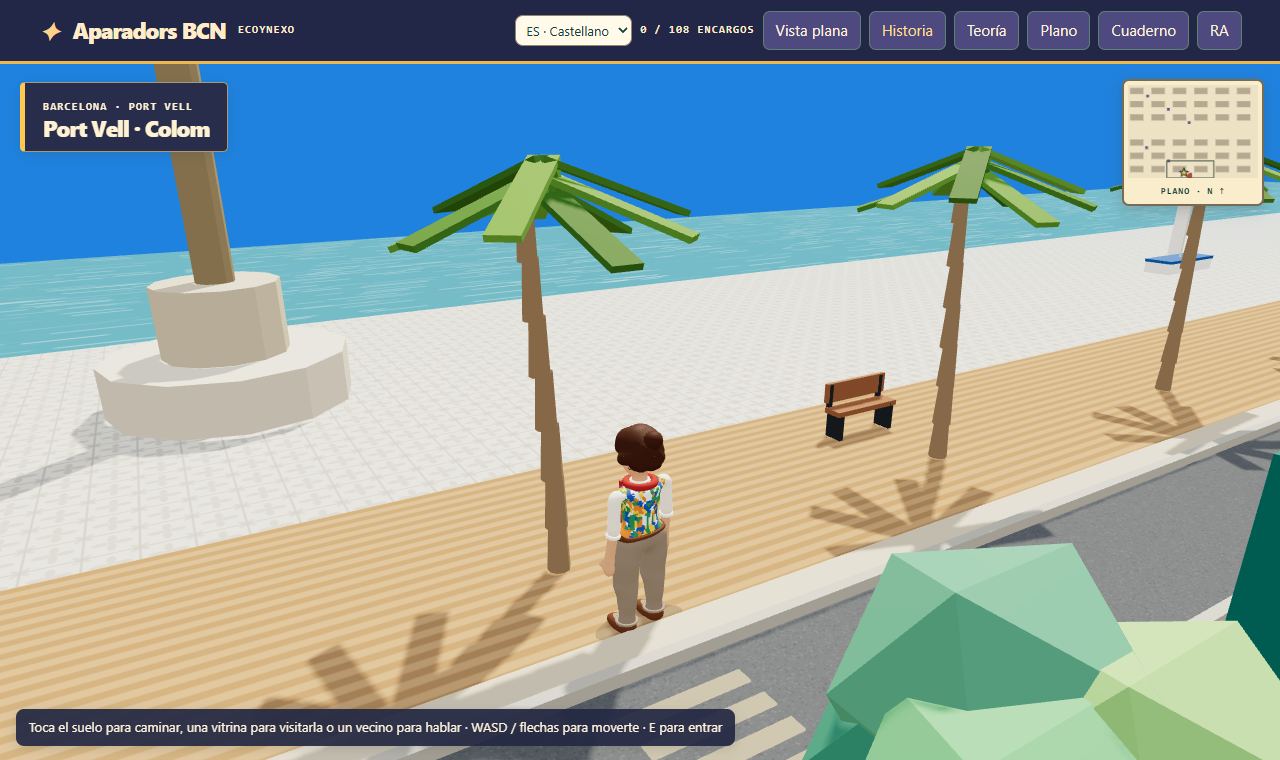 Aparadors BCN
ECOYNEXO
ES · Castellano
0 / 108 ENCARGOS
Vista plana
Historia
Teoría
Plano
Cuaderno
RA
BARCELONA · PORT VELL
Port Vell · Colom
PLANO · N ↑
Toca el suelo para caminar, una vitrina para visitarla o un vecino para hablar · WASD / flechas para moverte · E para entrar